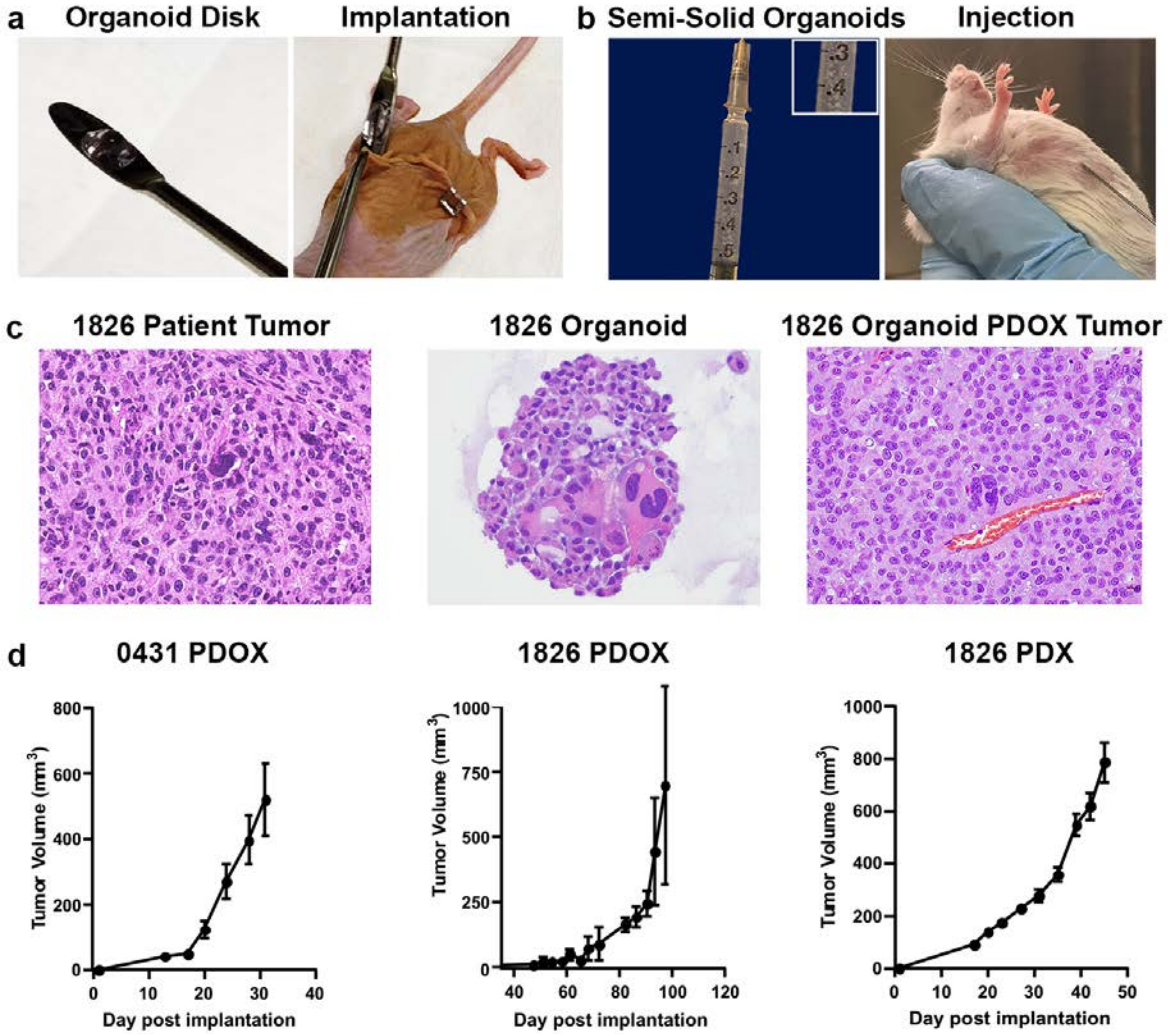 a
Organoid Disk
Implantation
b
Semi-Solid Organoids
Injection
.1
.2
.3
.4
.5
.3
.4
c
1826 Patient Tumor
1826 Organoid
1826 Organoid PDOX Tumor
d
0431 PDOX
1826 PDOX
1826 PDX
Tumor Volume (mm³)
800
600
400
200
0
0 10 20 30 40
Day post implantation
Tumor Volume (mm³)
1000
750
500
250
0
40 60 80 100 120
Day post implantation
Tumor Volume (mm³)
1000
800
600
400
200
0
0 10 20 30 40 50
Day post implantation